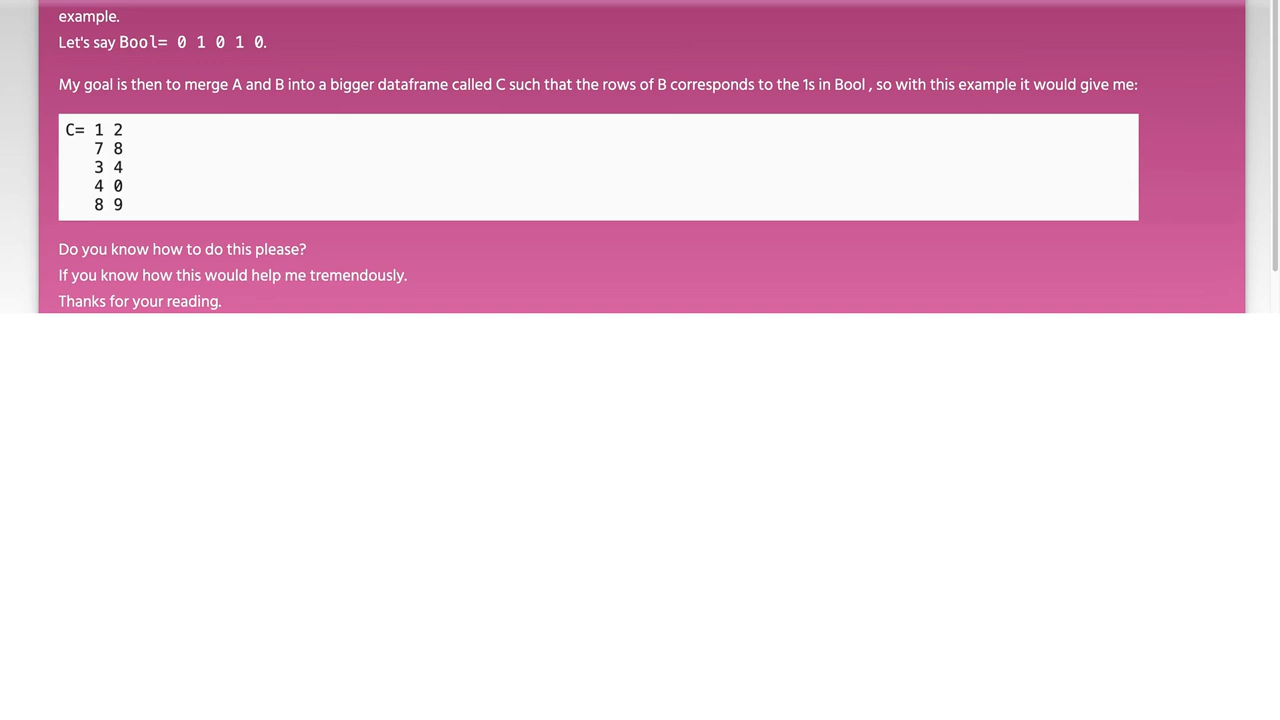 example.
Let's say Bool= 0 1 0 1 0.
My goal is then to merge A and B into a bigger dataframe called C such that the rows of B corresponds to the 1s in Bool , so with this example it would give me:
C= 1 2
7 8
3 4
4 0
8 9
Do you know how to do this please?
If you know how this would help me tremendously.
Thanks for your reading.